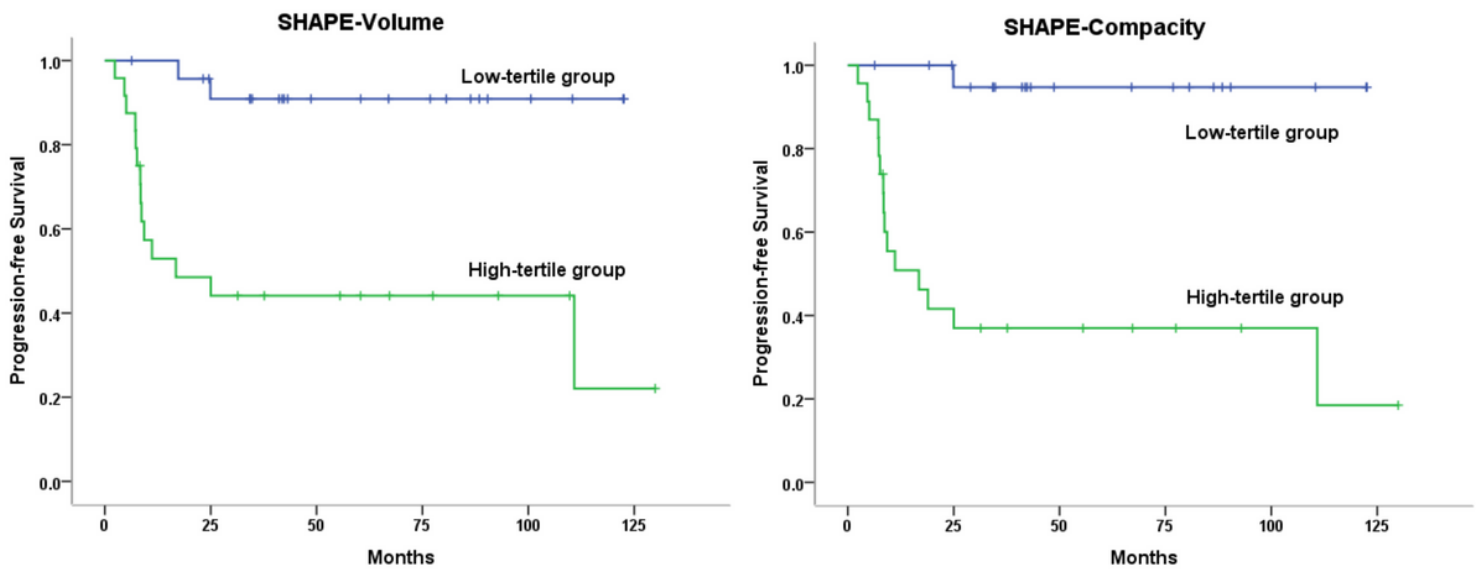 SHAPE-Volume
Progression-free Survival
1.0
0.8
0.6
0.4
0.2
0.0
Low-tertile group
High-tertile group
0 25 50 75 100 125
Months
SHAPE-Compacity
Progression-free Survival
1.0
0.8
0.6
0.4
0.2
0.0
Low-tertile group
High-tertile group
0 25 50 75 100 125
Months